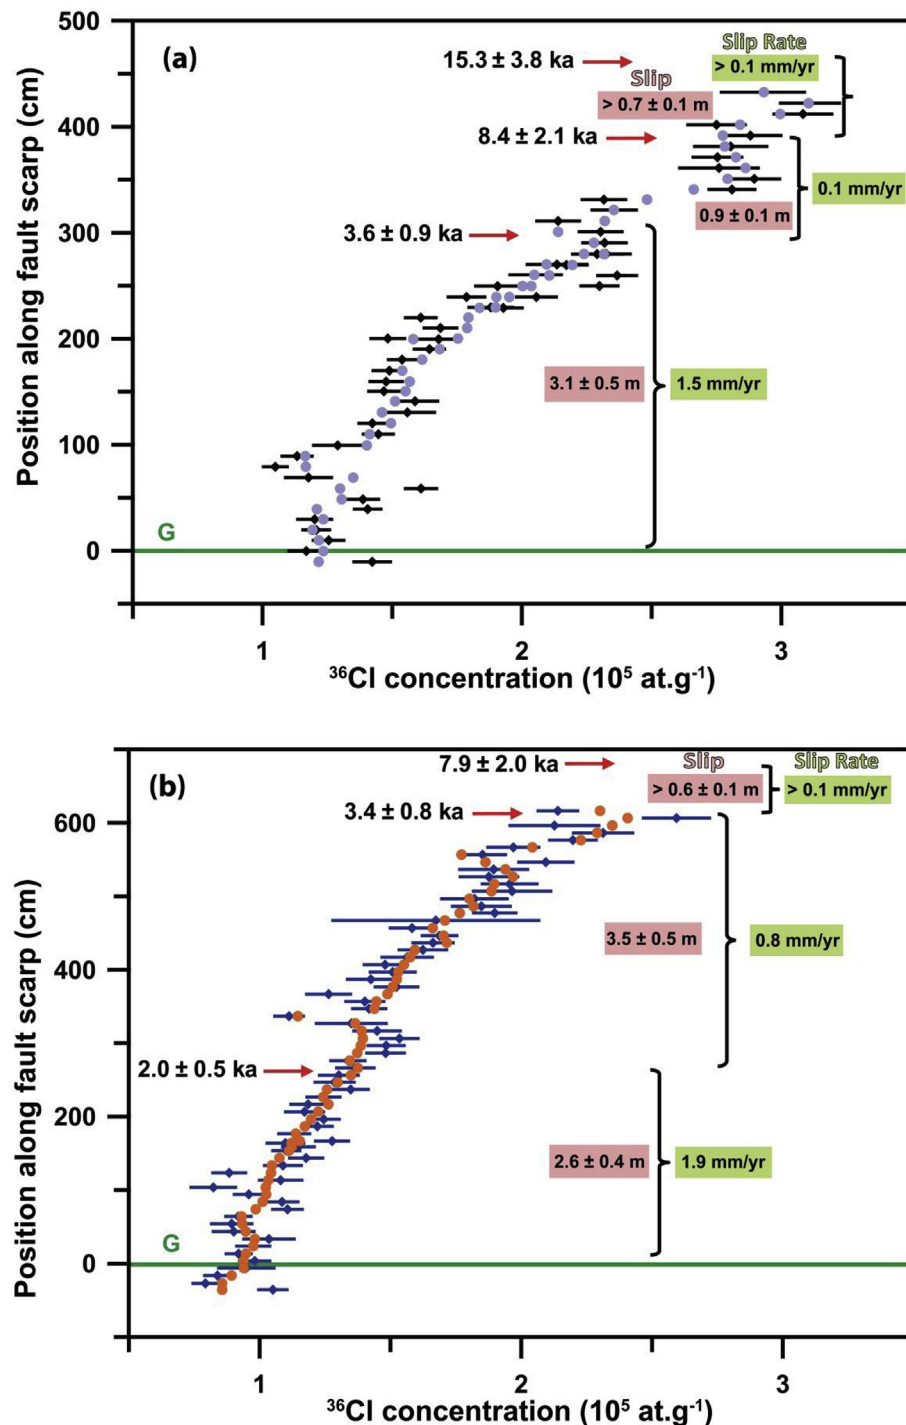 (a)
500
400
300
200
100
0
Position along fault scarp (cm)
15.3 ± 3.8 ka
Slip
Slip Rate
> 0.7 ± 0.1 m
> 0.1 mm/yr
8.4 ± 2.1 ka
0.9 ± 0.1 m
0.1 mm/yr
3.6 ± 0.9 ka
3.1 ± 0.5 m
1.5 mm/yr
G
1 2 3
³⁶Cl concentration (10⁵ at.g⁻¹)
(b)
600
400
200
0
Position along fault scarp (cm)
7.9 ± 2.0 ka
Slip
Slip Rate
> 0.6 ± 0.1 m
> 0.1 mm/yr
3.4 ± 0.8 ka
3.5 ± 0.5 m
0.8 mm/yr
2.0 ± 0.5 ka
2.6 ± 0.4 m
1.9 mm/yr
G
1 2 3
³⁶Cl concentration (10⁵ at.g⁻¹)